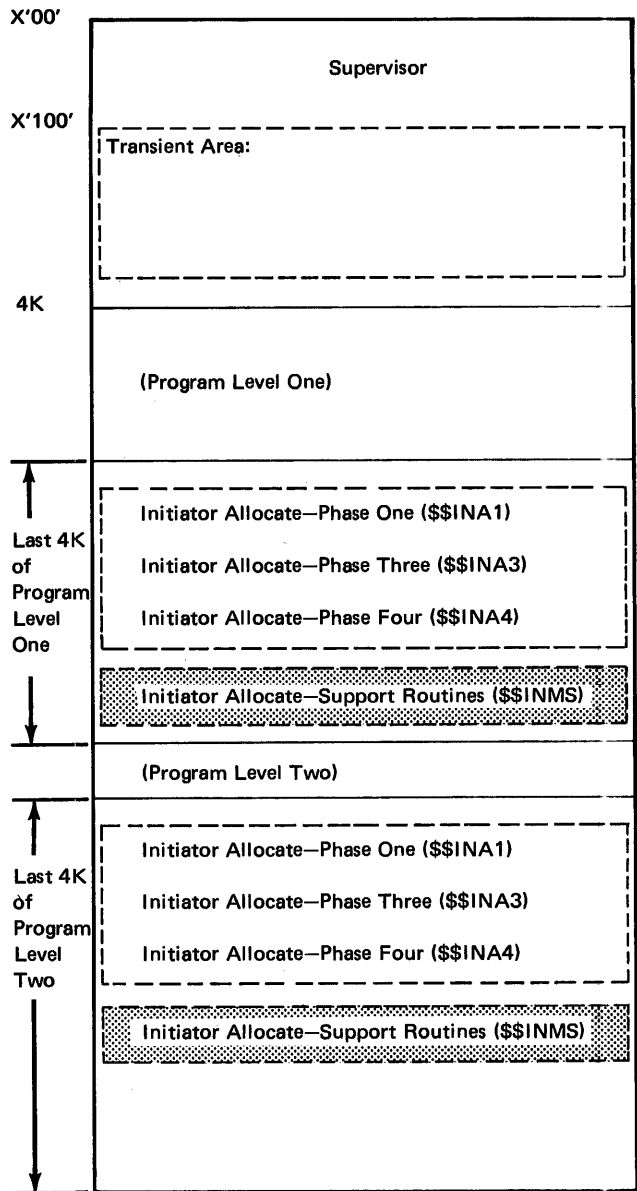 X'00'
Supervisor
X'100'
Transient Area:
4K
(Program Level One)
Last 4K
of
Program
Level
One
Initiator Allocate—Phase One ($$INA1)
Initiator Allocate—Phase Three ($$INA3)
Initiator Allocate—Phase Four ($$INA4)
Initiator Allocate—Support Routines ($$INMS)
(Program Level Two)
Last 4K
of
Program
Level
Two
Initiator Allocate—Phase One ($$INA1)
Initiator Allocate—Phase Three ($$INA3)
Initiator Allocate—Phase Four ($$INA4)
Initiator Allocate—Support Routines ($$INMS)